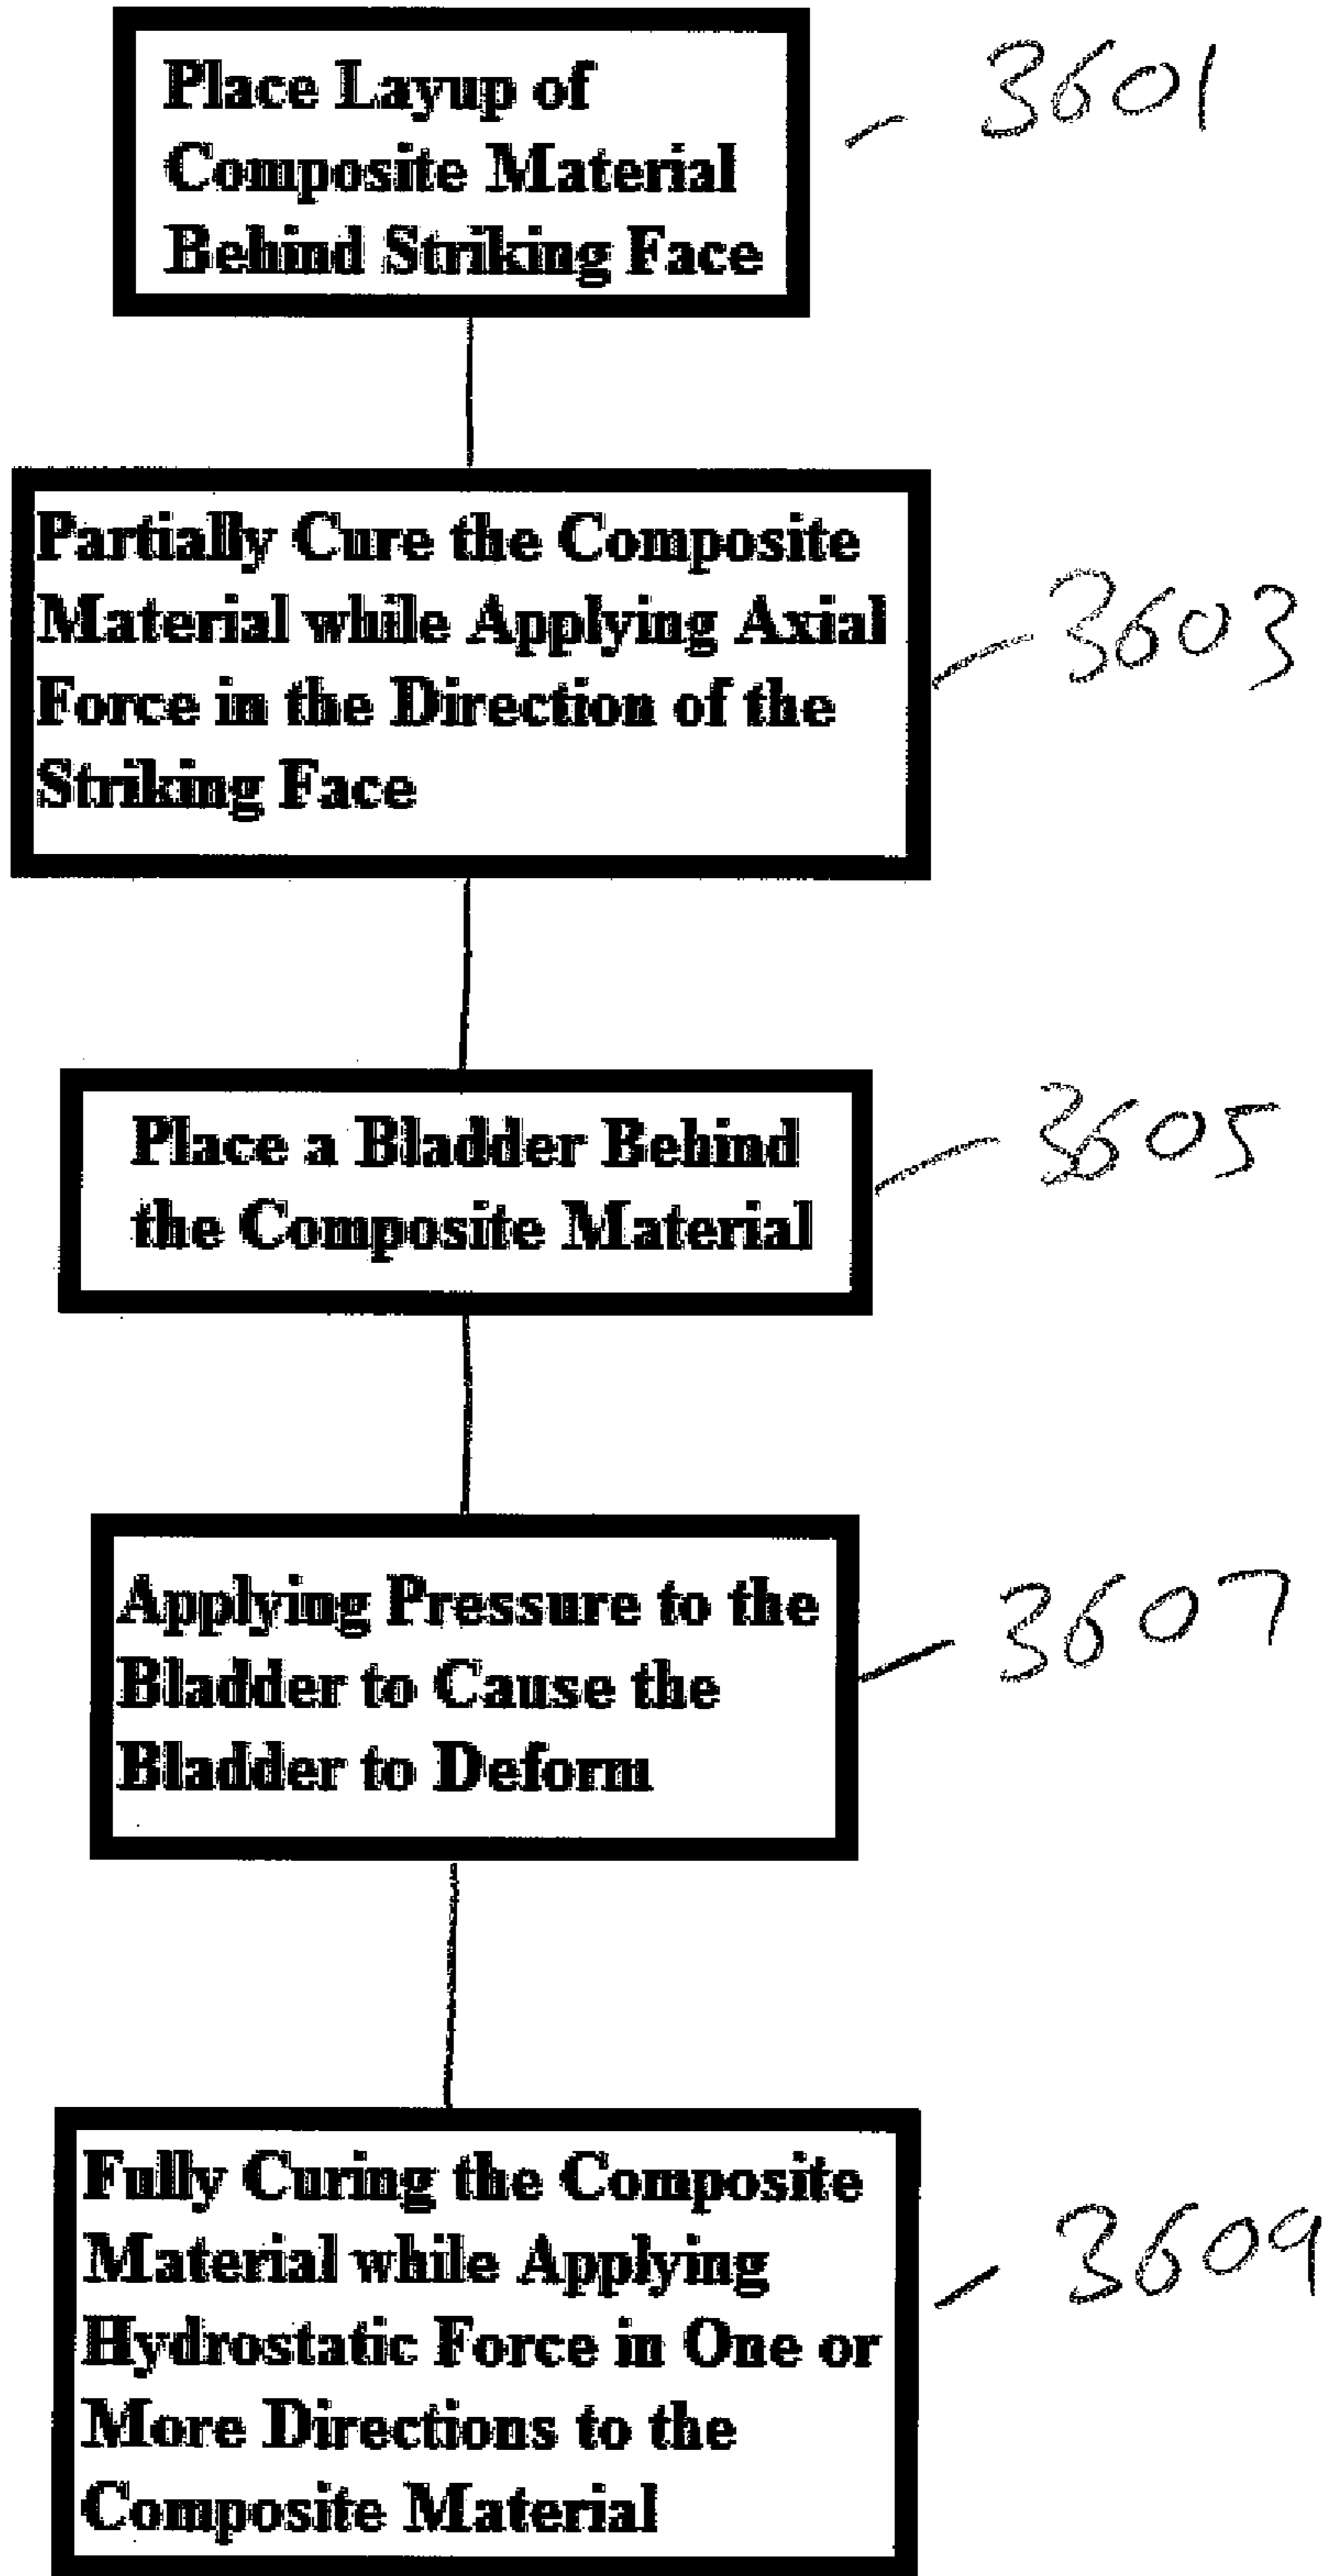 Place Layup of
Composite Material
Behind Striking Face
3601
Partially Cure the Composite
Material while Applying Axial
Force in the Direction of the
Striking Face
3603
Place a Bladder Behind
the Composite Material
3605
Applying Pressure to the
Bladder to Cause the
Bladder to Deform
3607
Fully Curing the Composite
Material while Applying
Hydrostatic Force in One or
More Directions to the
Composite Material
3609